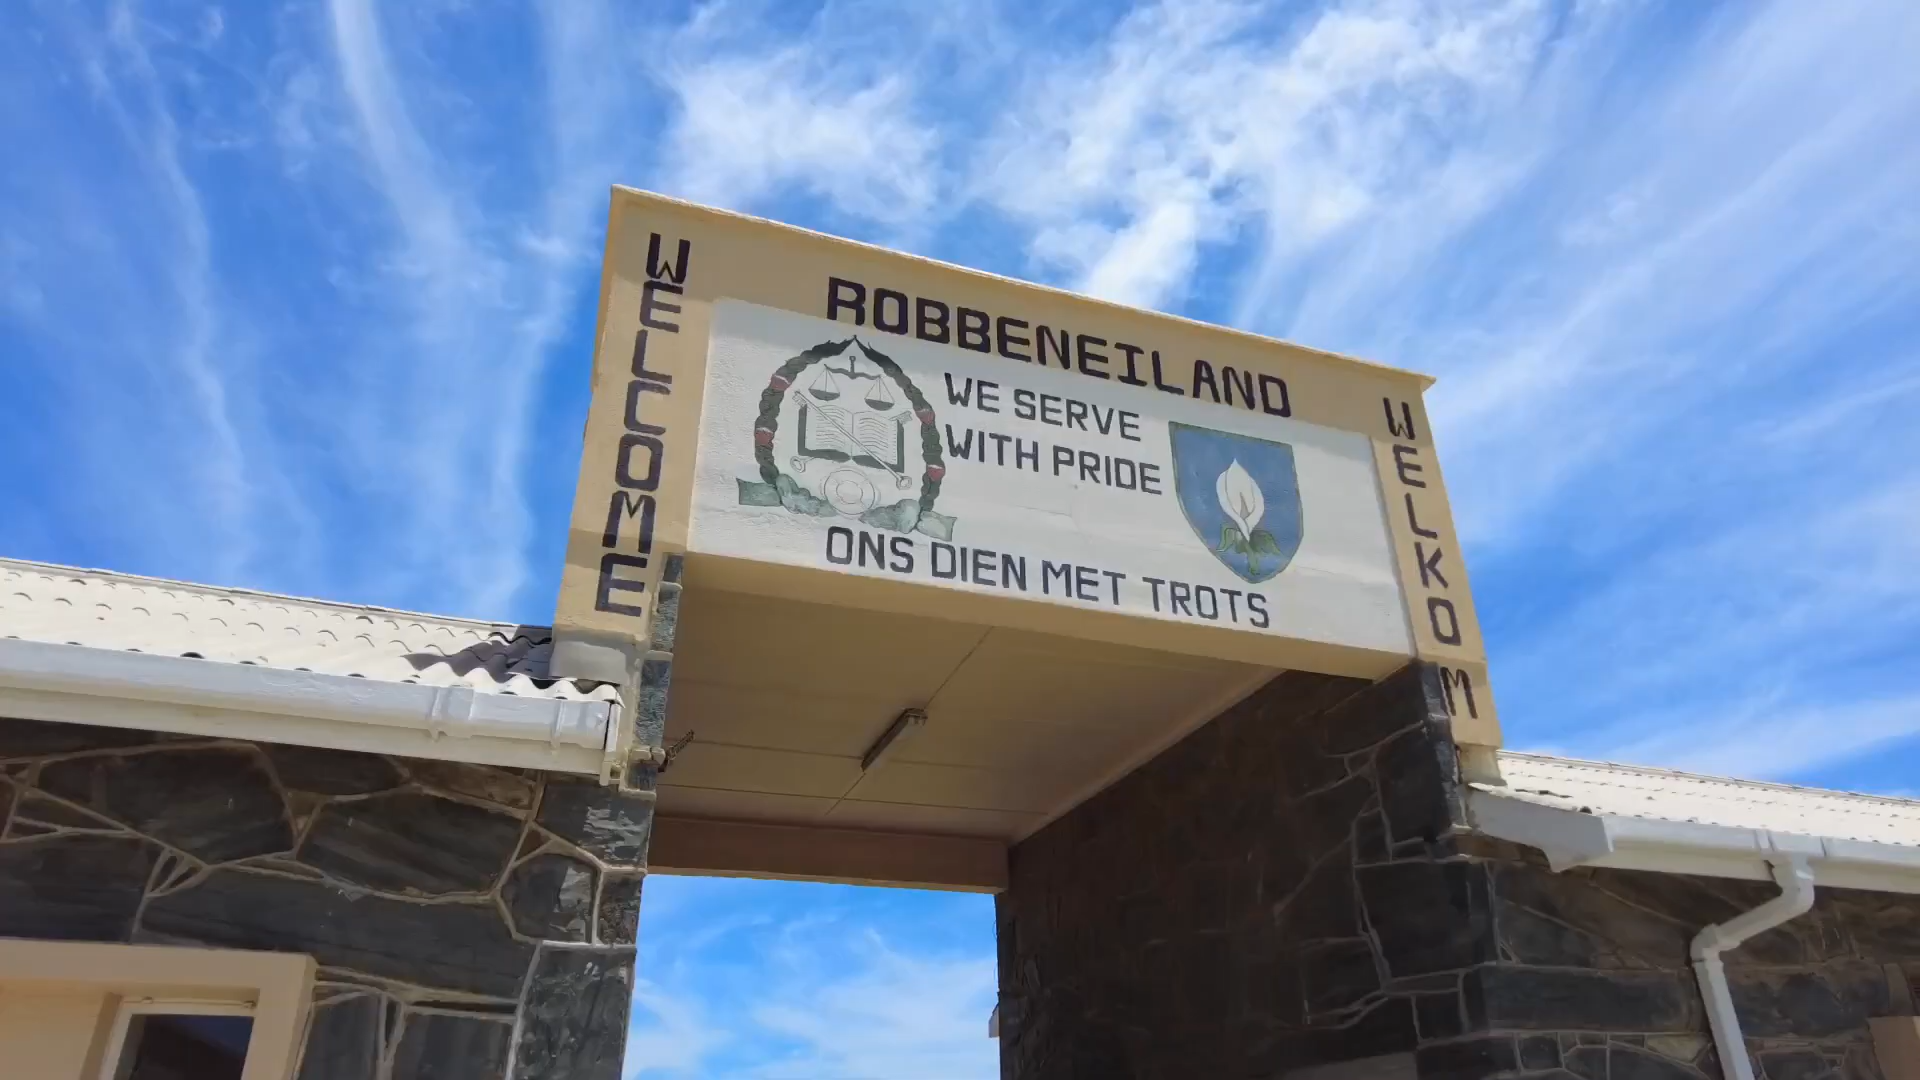 WELCOME
ROBBENEILAND
WE SERVE
WITH PRIDE
ONS DIEN MET TROTS
WELKOM